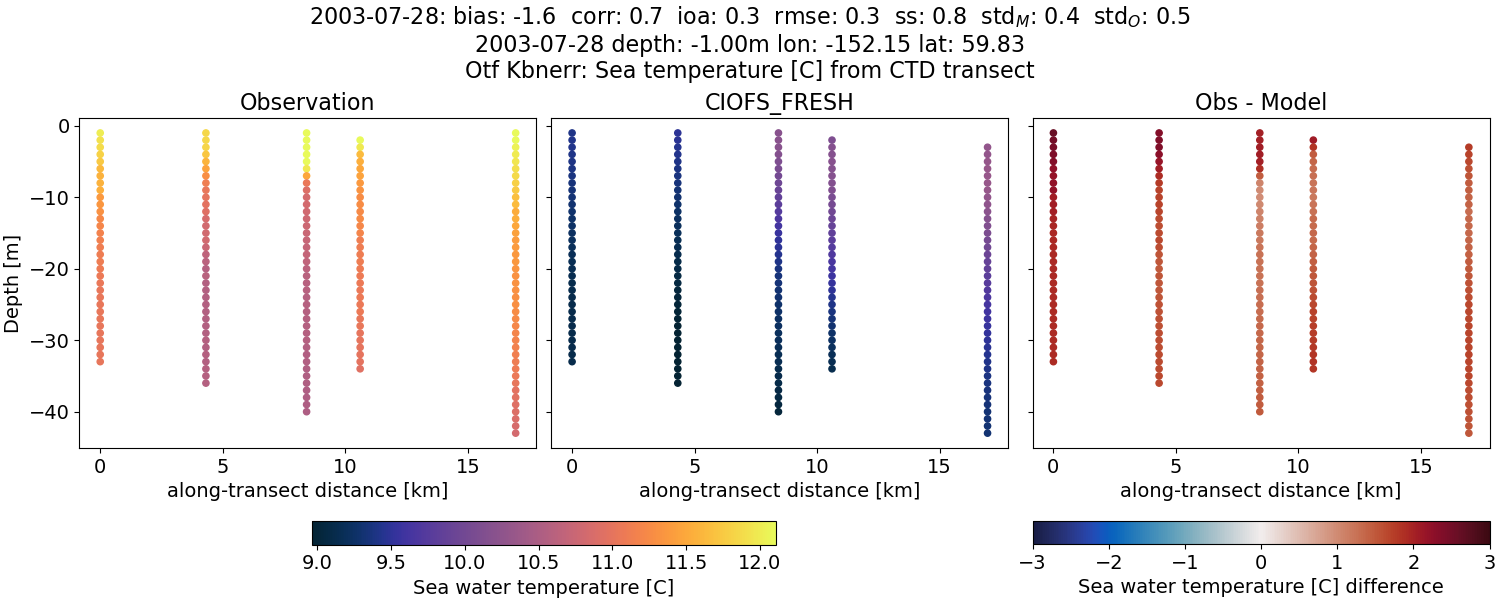 2003-07-28: bias: -1.6  corr: 0.7  ioa: 0.3  rmse: 0.3  ss: 0.8  std_M: 0.4  std_O: 0.5
2003-07-28 depth: -1.00m lon: -152.15 lat: 59.83
Otf Kbnerr: Sea temperature [C] from CTD transect
Observation
CIOFS_FRESH
Obs - Model
Depth [m]
0
−10
−20
−30
−40
0 5 10 15
0 5 10 15
0 5 10 15
along-transect distance [km]
along-transect distance [km]
along-transect distance [km]
9.0 9.5 10.0 10.5 11.0 11.5 12.0
Sea water temperature [C]
−3 −2 −1 0 1 2 3
Sea water temperature [C] difference